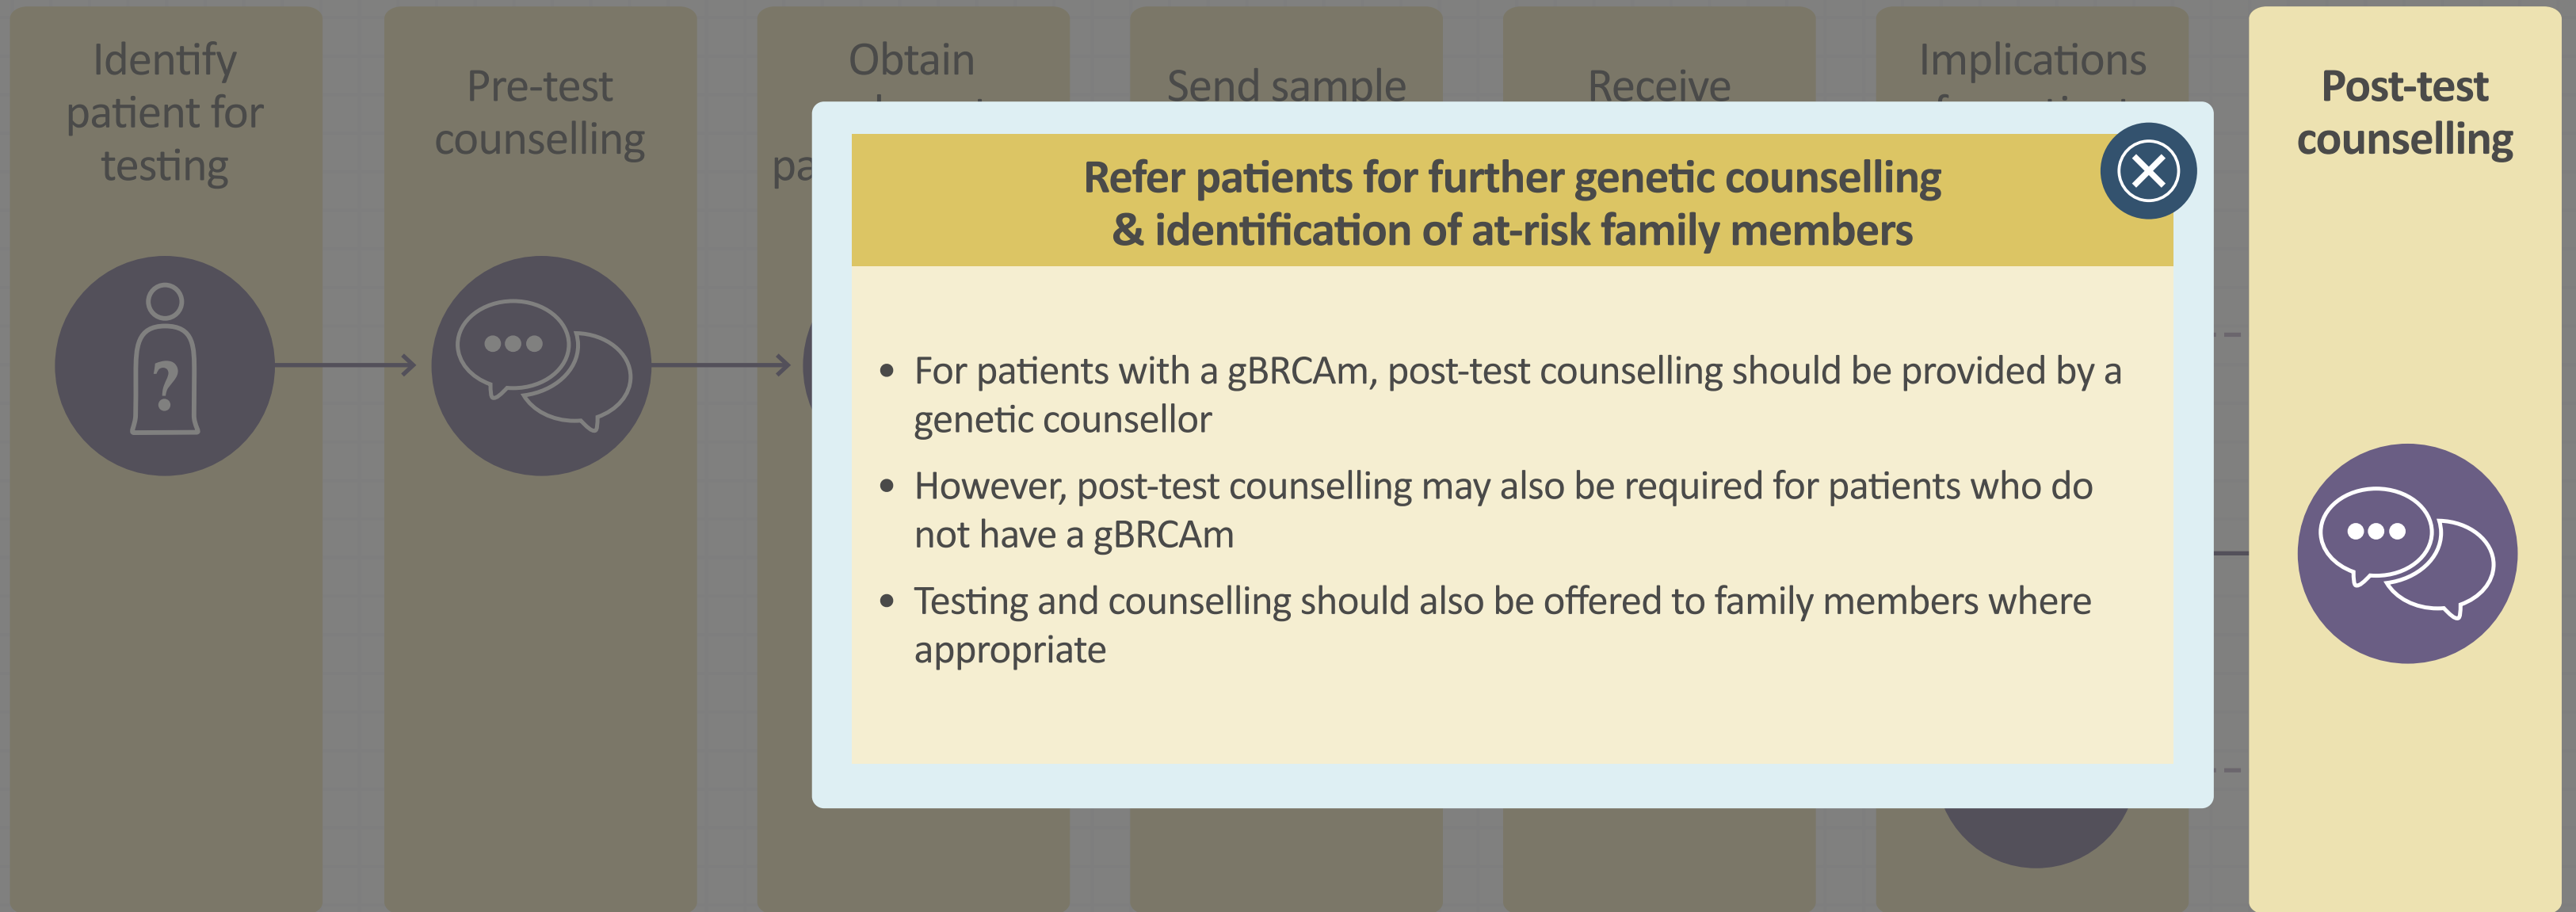 Identify
patient for
testing
Pre-test
counselling
Obtain
Send sample
Receive
Implications
Post-test
counselling
Refer patients for further genetic counselling
& identification of at-risk family members
• For patients with a gBRCAm, post-test counselling should be provided by a
genetic counsellor
• However, post-test counselling may also be required for patients who do
not have a gBRCAm
• Testing and counselling should also be offered to family members where
appropriate
?